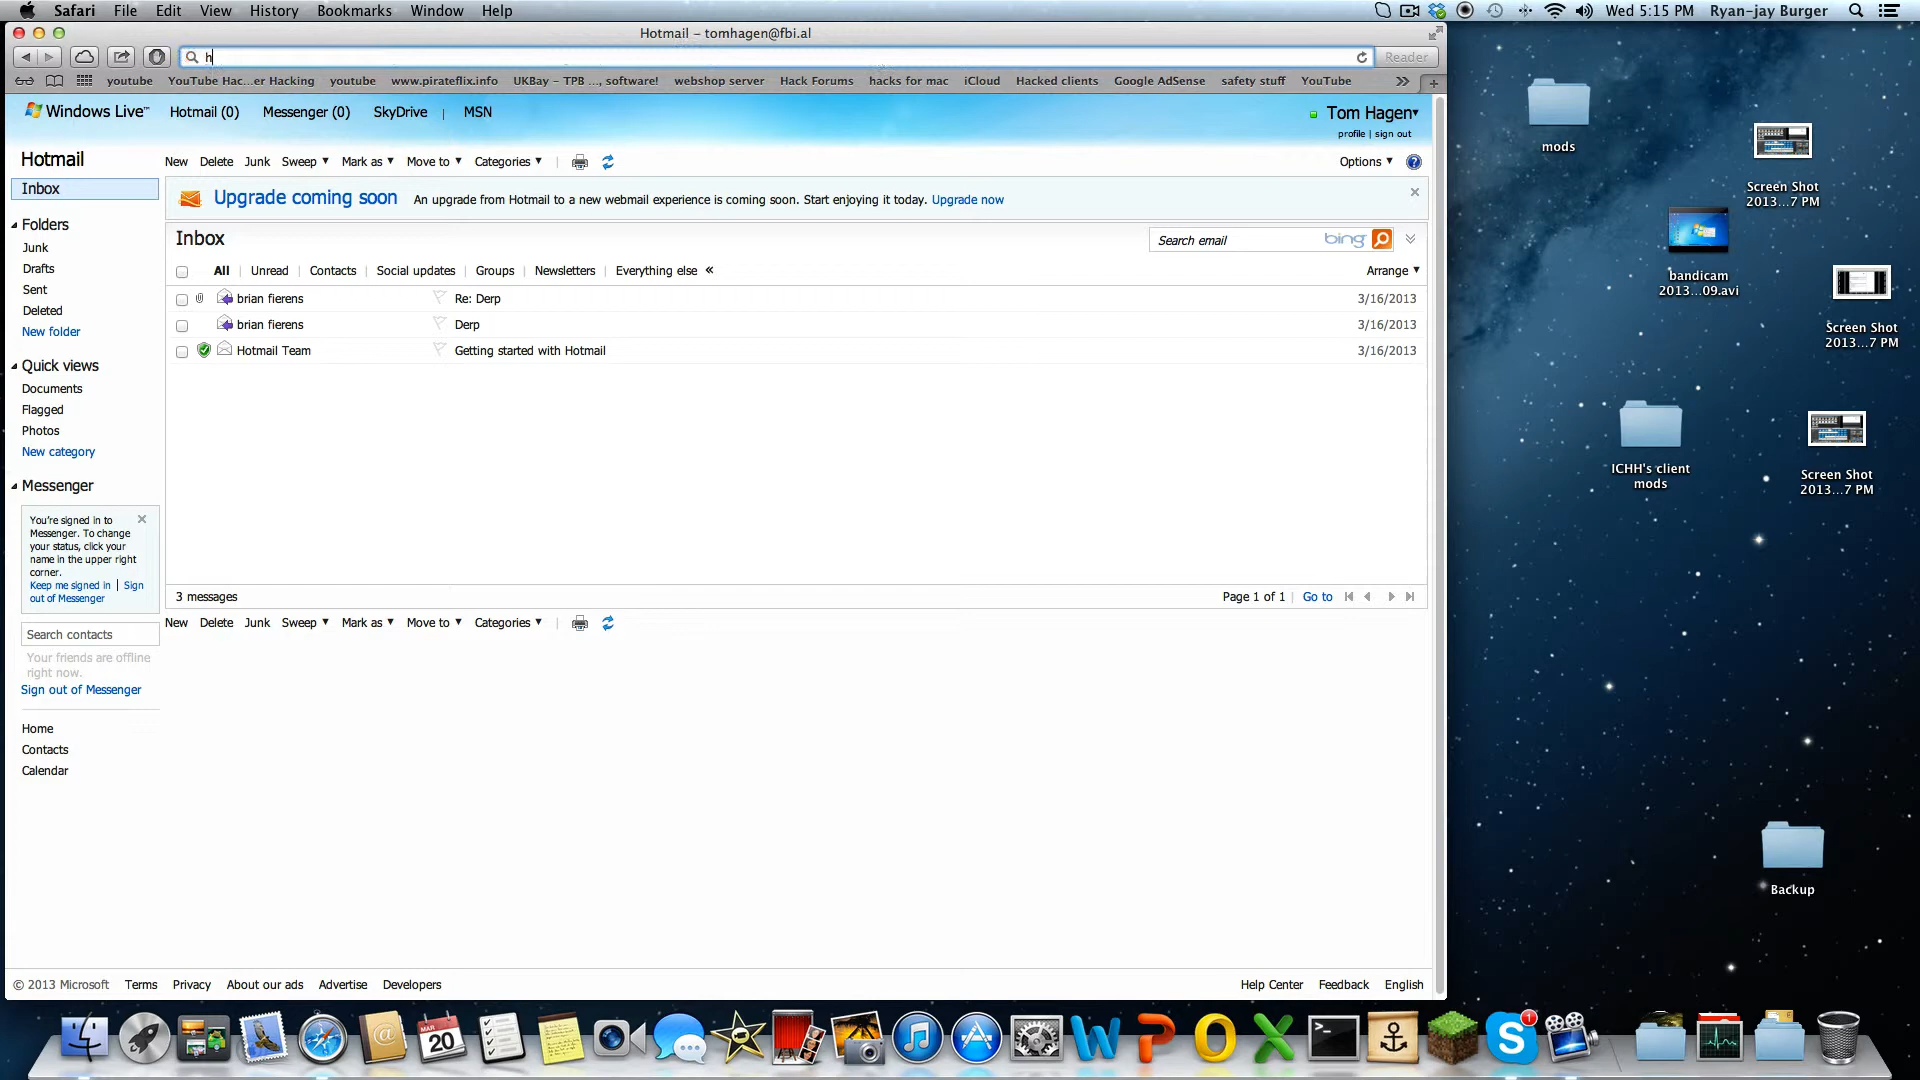 Safari File Edit View History Bookmarks Window Help
Wed 5:15 PM Ryan-jay Burger
Hotmail – tomhagen@fbi.al
h
Reader
youtube YouTube Hac...er Hacking youtube www.pirateflix.info UKBay – TPB ..., software! webshop server Hack Forums hacks for mac iCloud Hacked clients Google AdSense safety stuff YouTube
Windows Live™ Hotmail (0) Messenger (0) SkyDrive | MSN
Tom Hagen
profile | sign out
Hotmail
New Delete Junk Sweep Mark as Move to Categories
Options
Inbox
Upgrade coming soon An upgrade from Hotmail to a new webmail experience is coming soon. Start enjoying it today. Upgrade now
Folders
Junk
Drafts
Sent
Deleted
New folder
Quick views
Documents
Flagged
Photos
New category
Messenger
You're signed in to
Messenger. To change
your status, click your
name in the upper right
corner.
Keep me signed in | Sign
out of Messenger
Search contacts
Your friends are offline
right now.
Sign out of Messenger
Home
Contacts
Calendar
Inbox
Search email bing
All | Unread | Contacts | Social updates | Groups | Newsletters | Everything else «
Arrange
brian fierens Re: Derp 3/16/2013
brian fierens Derp 3/16/2013
Hotmail Team Getting started with Hotmail 3/16/2013
3 messages
Page 1 of 1 | Go to
New Delete Junk Sweep Mark as Move to Categories
© 2013 Microsoft Terms Privacy About our ads Advertise Developers
Help Center Feedback English
mods
Screen Shot
2013...7 PM
bandicam
2013...09.avi
Screen Shot
2013...7 PM
ICHH's client
mods
Screen Shot
2013...7 PM
Backup
MAR
20
1